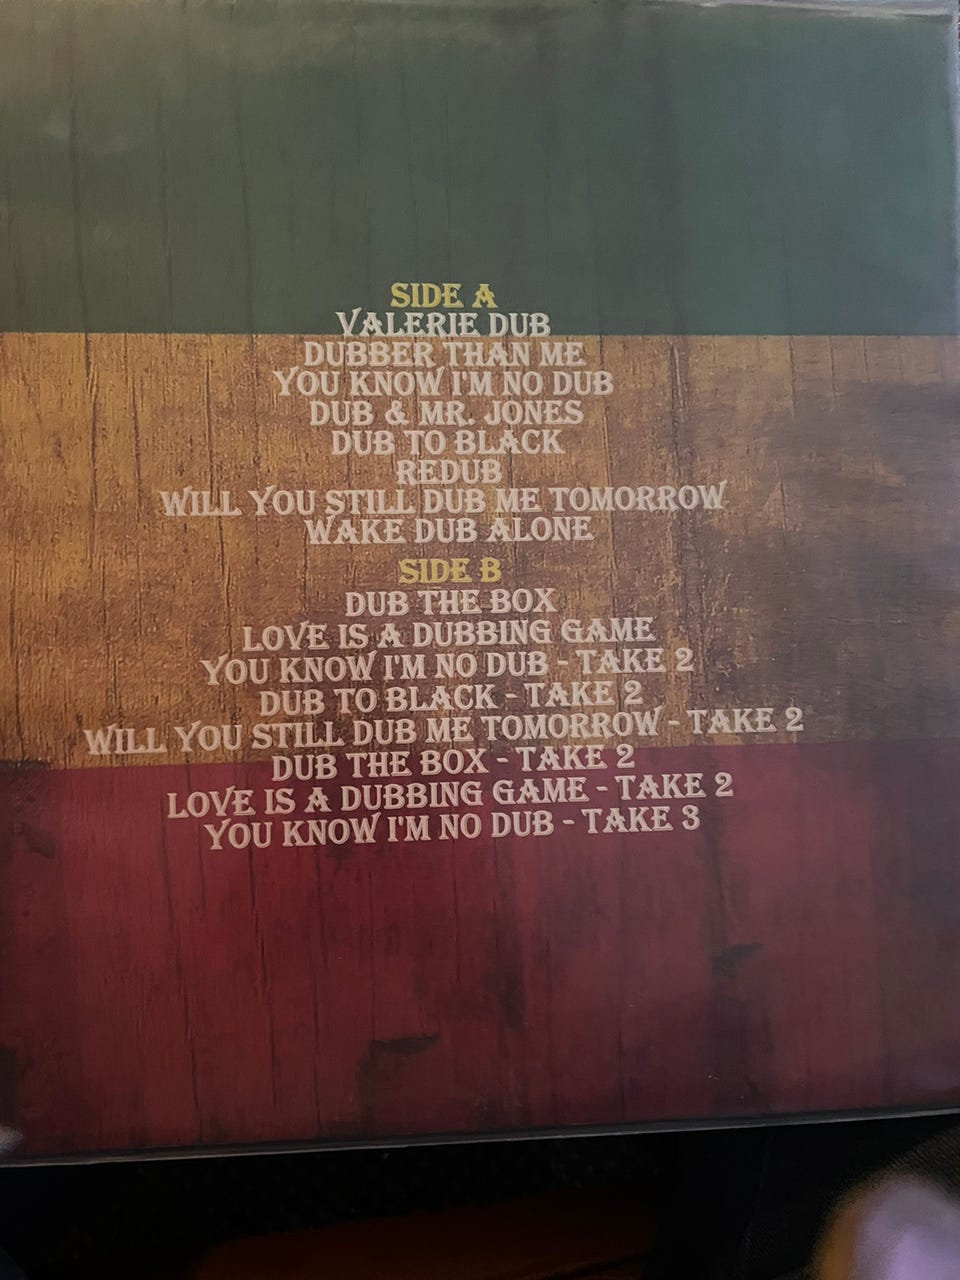 SIDE A
VALERIE DUB
DUBBER THAN ME
YOU KNOW I'M NO DUB
DUB & MR. JONES
DUB TO BLACK
REDUB
WILL YOU STILL DUB ME TOMORROW
WAKE DUB ALONE
SIDE B
DUB THE BOX
LOVE IS A DUBBING GAME
YOU KNOW I'M NO DUB - TAKE 2
DUB TO BLACK - TAKE 2
WILL YOU STILL DUB ME TOMORROW - TAKE 2
DUB THE BOX - TAKE 2
LOVE IS A DUBBING GAME - TAKE 2
YOU KNOW I'M NO DUB - TAKE 3